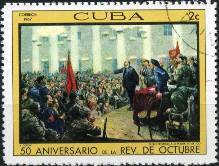 CORREOS
1967
CUBA
2c
50 ANIVERSARIO DE LA REV. DE OCTUBRE